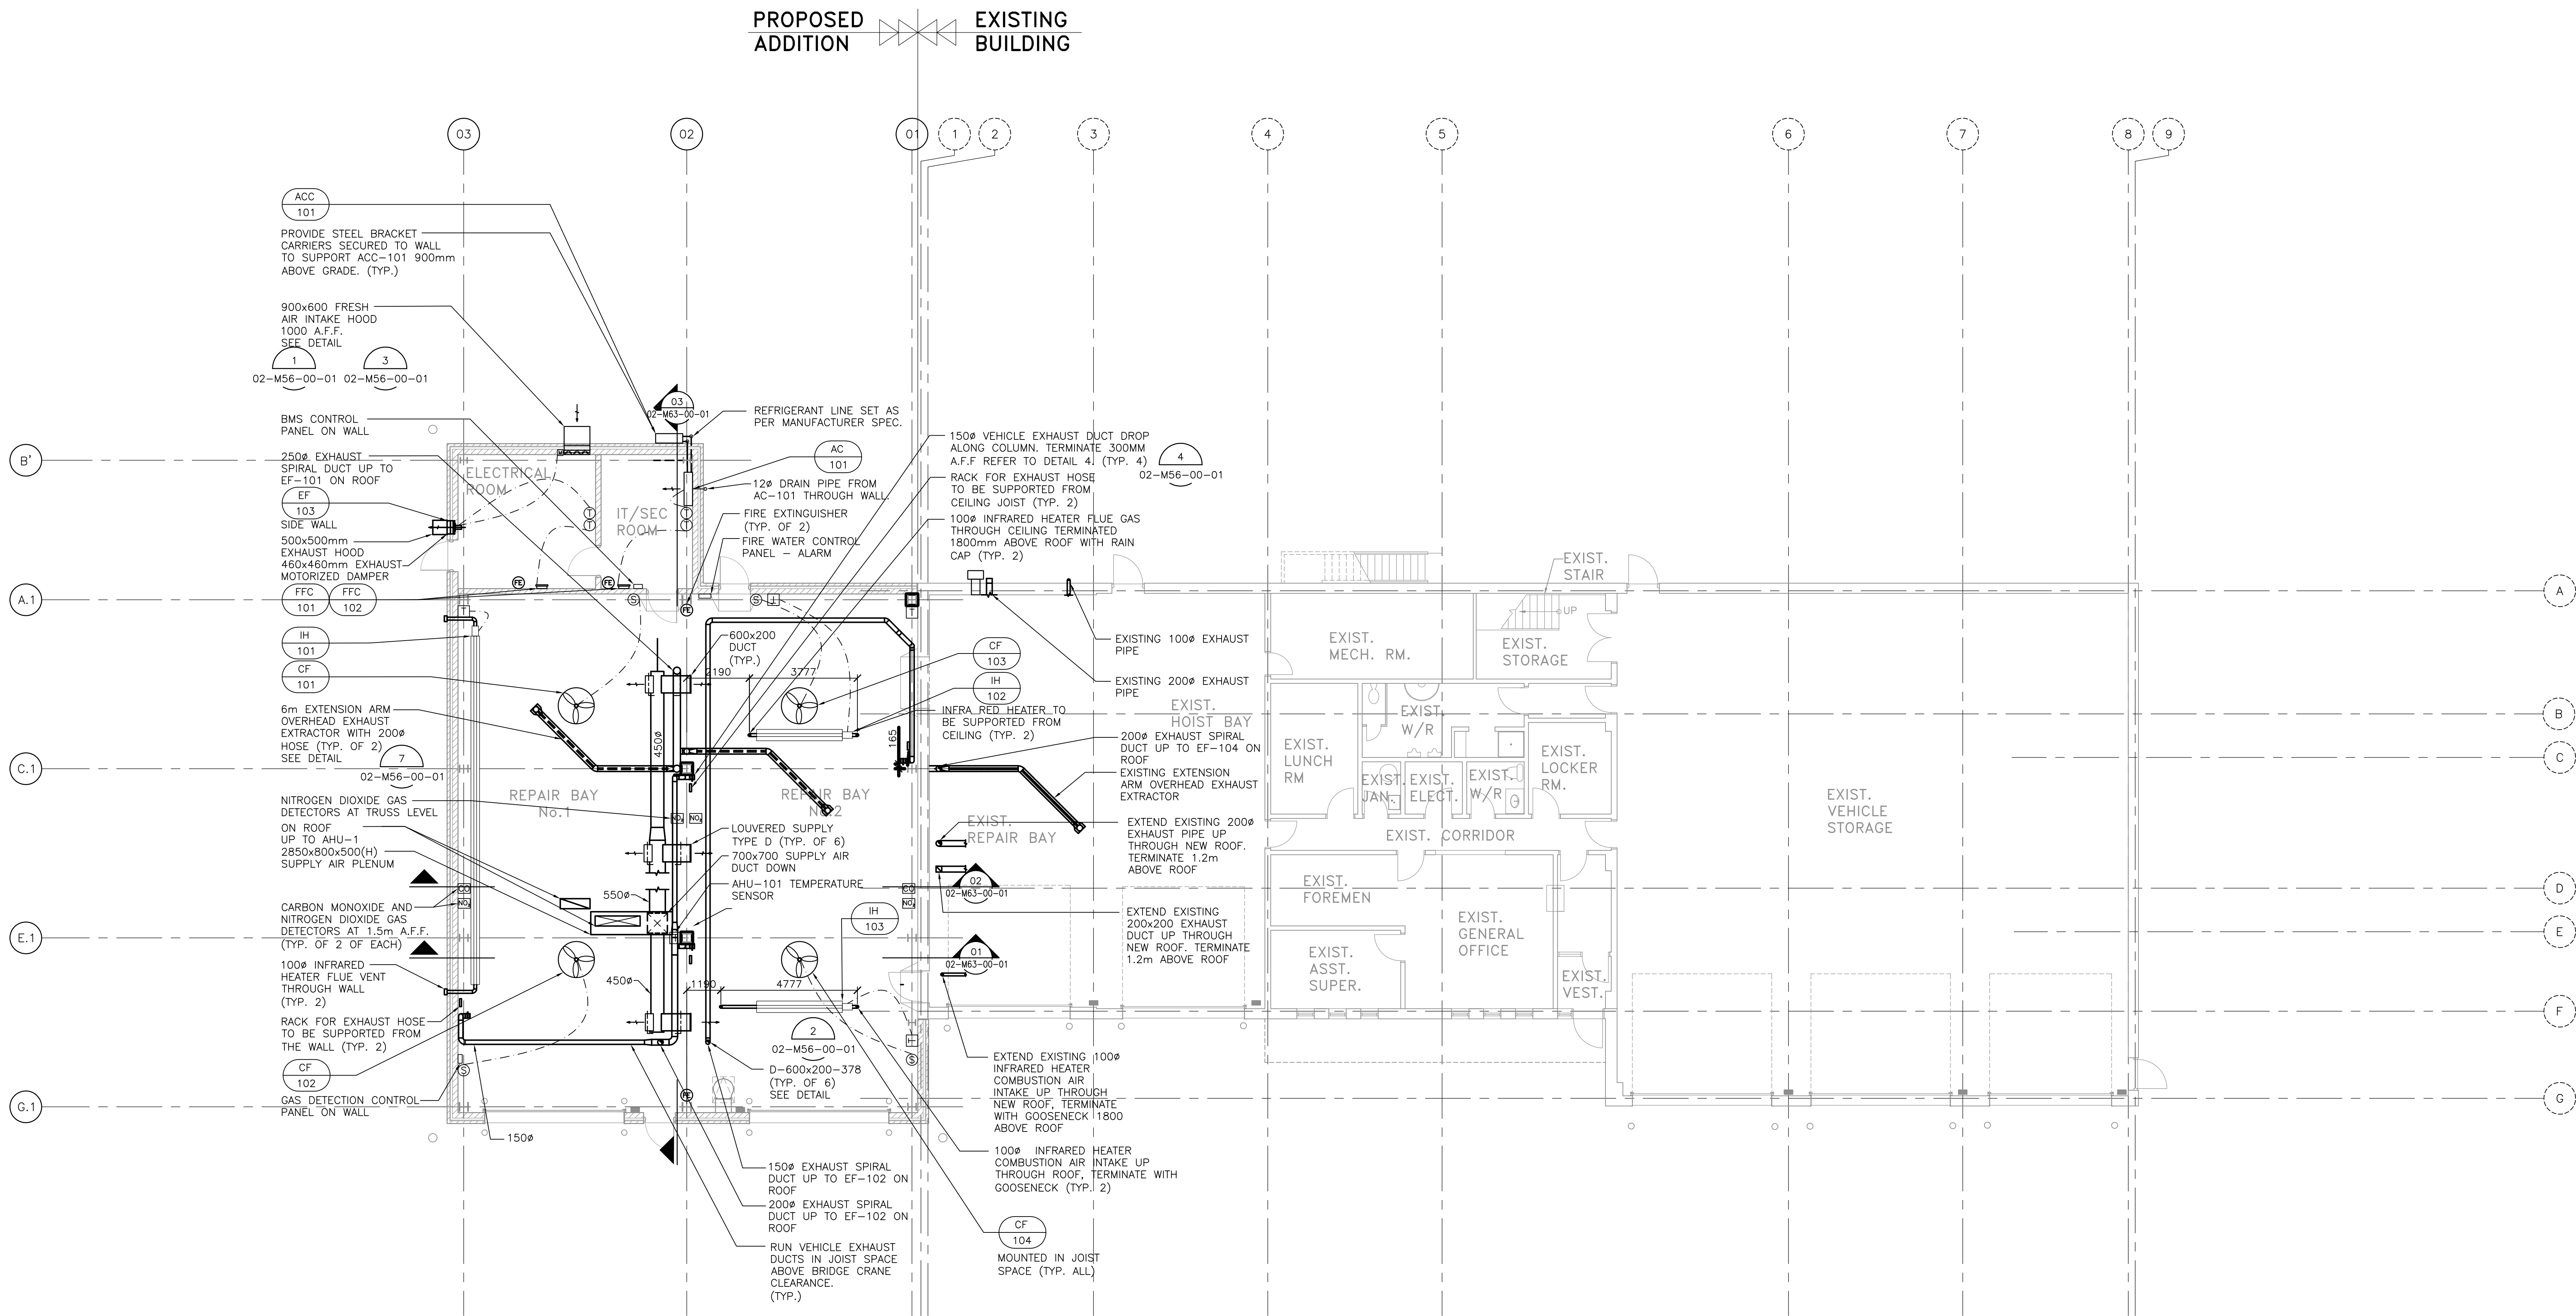 PROPOSED
ADDITION
EXISTING
BUILDING
03
02
01
1
2
3
4
5
6
7
8
9
ACC
101
PROVIDE STEEL BRACKET
CARRIERS SECURED TO WALL
TO SUPPORT ACC-101 900mm
ABOVE GRADE. (TYP.)
900x600 FRESH
AIR INTAKE HOOD
1000 A.F.F.
SEE DETAIL
1
02-M56-00-01
3
02-M56-00-01
BMS CONTROL
PANEL ON WALL
250ø EXHAUST
SPIRAL DUCT UP TO
EF-101 ON ROOF
EF
103
SIDE WALL
500x500mm
EXHAUST HOOD
460x460mm EXHAUST
MOTORIZED DAMPER
FFC
101
FFC
102
IH
101
CF
101
6m EXTENSION ARM
OVERHEAD EXHAUST
EXTRACTOR WITH 200ø
HOSE (TYP. OF 2)
SEE DETAIL
7
02-M56-00-01
NITROGEN DIOXIDE GAS
DETECTORS AT TRUSS LEVEL
ON ROOF
UP TO AHU-1
2850x800x500(H)
SUPPLY AIR PLENUM
CARBON MONOXIDE AND
NITROGEN DIOXIDE GAS
DETECTORS AT 1.5m A.F.F.
(TYP. OF 2 OF EACH)
100ø INFRARED
HEATER FLUE VENT
THROUGH WALL
(TYP. 2)
RACK FOR EXHAUST HOSE
TO BE SUPPORTED FROM
THE WALL (TYP. 2)
CF
102
GAS DETECTION CONTROL
PANEL ON WALL
B'
A.1
C.1
E.1
G.1
03
02-M63-00-01
REFRIGERANT LINE SET AS
PER MANUFACTURER SPEC.
AC
101
12ø DRAIN PIPE FROM
AC-101 THROUGH WALL.
FIRE EXTINGUISHER
(TYP. OF 2)
FIRE WATER CONTROL
PANEL - ALARM
ELECTRICAL
ROOM
IT/SEC
ROOM
M
T
T
T
T
FE
FE
FE
S
S
T
T
600x200
DUCT
(TYP.)
2190
3777
450ø
165
REPAIR BAY
No.1
REPAIR BAY
No.2
NO₂
NO₂
LOUVERED SUPPLY
TYPE D (TYP. OF 6)
700x700 SUPPLY AIR
DUCT DOWN
AHU-101 TEMPERATURE
SENSOR
550ø
CO
NO₂
CO
NO₂
450ø
1190
4777
IH
103
2
02-M56-00-01
D-600x200-378
(TYP. OF 6)
SEE DETAIL
FE
S
T
S
150ø
150ø EXHAUST SPIRAL
DUCT UP TO EF-102 ON
ROOF
200ø EXHAUST SPIRAL
DUCT UP TO EF-102 ON
ROOF
RUN VEHICLE EXHAUST
DUCTS IN JOIST SPACE
ABOVE BRIDGE CRANE
CLEARANCE.
(TYP.)
150ø VEHICLE EXHAUST DUCT DROP
ALONG COLUMN. TERMINATE 300MM
A.F.F REFER TO DETAIL 4. (TYP. 4)
4
02-M56-00-01
RACK FOR EXHAUST HOSE
TO BE SUPPORTED FROM
CEILING JOIST (TYP. 2)
100ø INFRARED HEATER FLUE GAS
THROUGH CEILING TERMINATED
1800mm ABOVE ROOF WITH RAIN
CAP (TYP. 2)
CF
103
IH
102
INFRA RED HEATER TO
BE SUPPORTED FROM
CEILING (TYP. 2)
EXISTING 100ø EXHAUST
PIPE
EXISTING 200ø EXHAUST
PIPE
200ø EXHAUST SPIRAL
DUCT UP TO EF-104 ON
ROOF
EXISTING EXTENSION
ARM OVERHEAD EXHAUST
EXTRACTOR
EXTEND EXISTING 200ø
EXHAUST PIPE UP
THROUGH NEW ROOF.
TERMINATE 1.2m
ABOVE ROOF
02
02-M63-00-01
EXTEND EXISTING
200x200 EXHAUST
DUCT UP THROUGH
NEW ROOF. TERMINATE
1.2m ABOVE ROOF
01
02-M63-00-01
EXTEND EXISTING 100ø
INFRARED HEATER
COMBUSTION AIR
INTAKE UP THROUGH
NEW ROOF, TERMINATE
WITH GOOSENECK 1800
ABOVE ROOF
100ø INFRARED HEATER
COMBUSTION AIR INTAKE UP
THROUGH ROOF, TERMINATE WITH
GOOSENECK (TYP. 2)
CF
104
MOUNTED IN JOIST
SPACE (TYP. ALL)
EXIST.
REPAIR BAY
EXIST.
HOIST BAY
EXIST.
MECH. RM.
EXIST.
STAIR
UP
EXIST.
STORAGE
EXIST.
W/R
EXIST.
LUNCH
RM
EXIST.
JAN.
EXIST.
ELECT.
EXIST.
W/R
EXIST.
LOCKER
RM.
EXIST. CORRIDOR
EXIST.
FOREMEN
EXIST.
ASST.
SUPER.
EXIST.
GENERAL
OFFICE
EXIST.
VEST.
EXIST.
VEHICLE
STORAGE
A
B
C
D
E
F
G